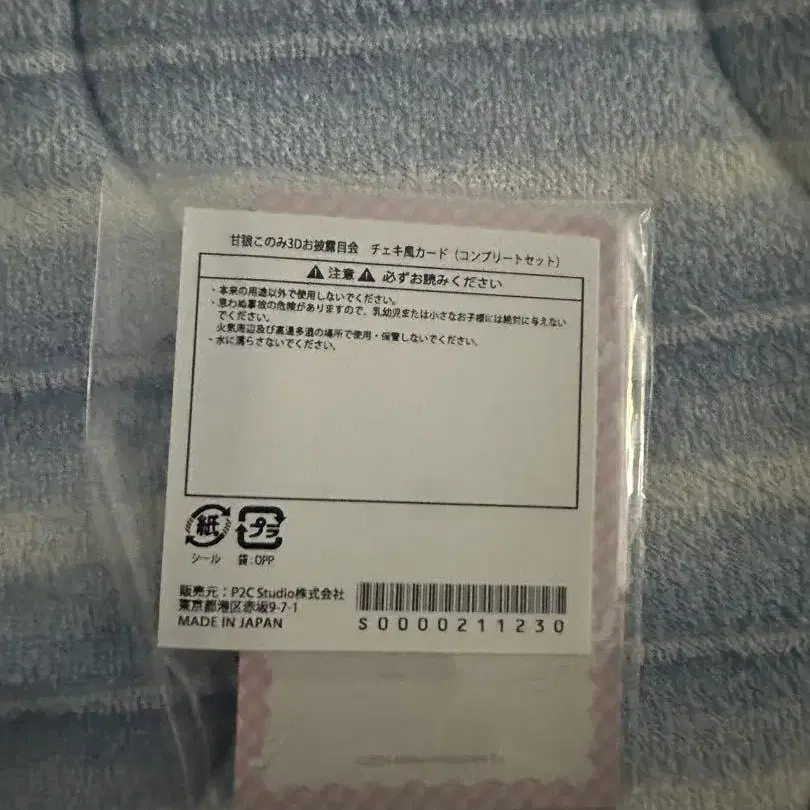 甘狼このみ3Dお披露目会 チェキ風カード（コンプリートセット）
⚠注意⚠ 必ずお読みください
・本来の用途以外で使用しないでください。
・思わぬ事故の危険がありますので、乳幼児または小さなお子様には絶対に与えない
でください。
火気周辺及び高温多湿の場所で使用・保管しないでください。
・水に濡らさないでください。
紙 プラ
シール 袋:OPP
販売元：P2C Studio株式会社
東京都港区赤坂9-7-1
MADE IN JAPAN
S0000211230